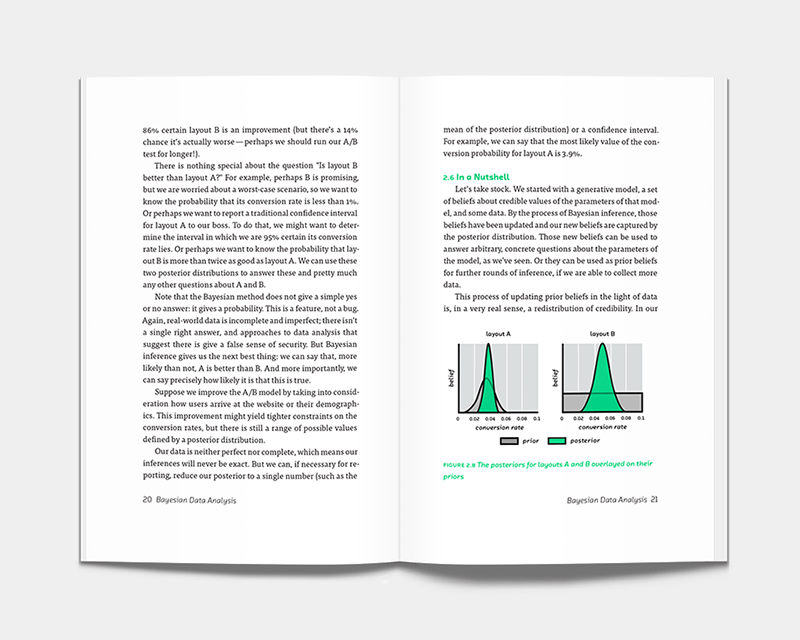 86% certain layout B is an improvement (but there's a 14%
chance it's actually worse—perhaps we should run our A/B
test for longer!).
There is nothing special about the question "Is layout B
better than layout A?" For example, perhaps B is promising,
but we are worried about a worst-case scenario, so we want to
know the probability that its conversion rate is less than 1%.
Or perhaps we want to report a traditional confidence interval
for layout A to our boss. To do that, we might want to deter-
mine the interval in which we are 95% certain its conversion
rate lies. Or perhaps we want to know the probability that lay-
out B is more than twice as good as layout A. We can use these
two posterior distributions to answer these and pretty much
any other questions about A and B.
Note that the Bayesian method does not give a simple yes
or no answer: it gives a probability. This is a feature, not a bug.
Again, real-world data is incomplete and imperfect; there isn't
a single right answer, and approaches to data analysis that
suggest there is give a false sense of security. But Bayesian
inference gives us the next best thing: we can say that, more
likely than not, A is better than B. And more importantly, we
can say precisely how likely it is that this is true.
Suppose we improve the A/B model by taking into consid-
eration how users arrive at the website or their demograph-
ics. This improvement might yield tighter constraints on the
conversion rates, but there is still a range of possible values
defined by a posterior distribution.
Our data is neither perfect nor complete, which means our
inferences will never be exact. But we can, if necessary for re-
porting, reduce our posterior to a single number (such as the
20 Bayesian Data Analysis
mean of the posterior distribution) or a confidence interval.
For example, we can say that the most likely value of the con-
version probability for layout A is 3.9%.
2.6 In a Nutshell
Let's take stock. We started with a generative model, a set
of beliefs about credible values of the parameters of that mod-
el, and some data. By the process of Bayesian inference, those
beliefs have been updated and our new beliefs are captured by
the posterior distribution. Those new beliefs can be used to
answer arbitrary, concrete questions about the parameters of
the model, as we've seen. Or they can be used as prior beliefs
for further rounds of inference, if we are able to collect more
data.
This process of updating prior beliefs in the light of data
is, in a very real sense, a redistribution of credibility. In our
layout A
belief
0 0.02 0.04 0.06 0.08 0.1
conversion rate
layout B
belief
0 0.02 0.04 0.06 0.08 0.1
conversion rate
prior posterior
FIGURE 2.8 The posteriors for layouts A and B overlayed on their
priors
Bayesian Data Analysis 21